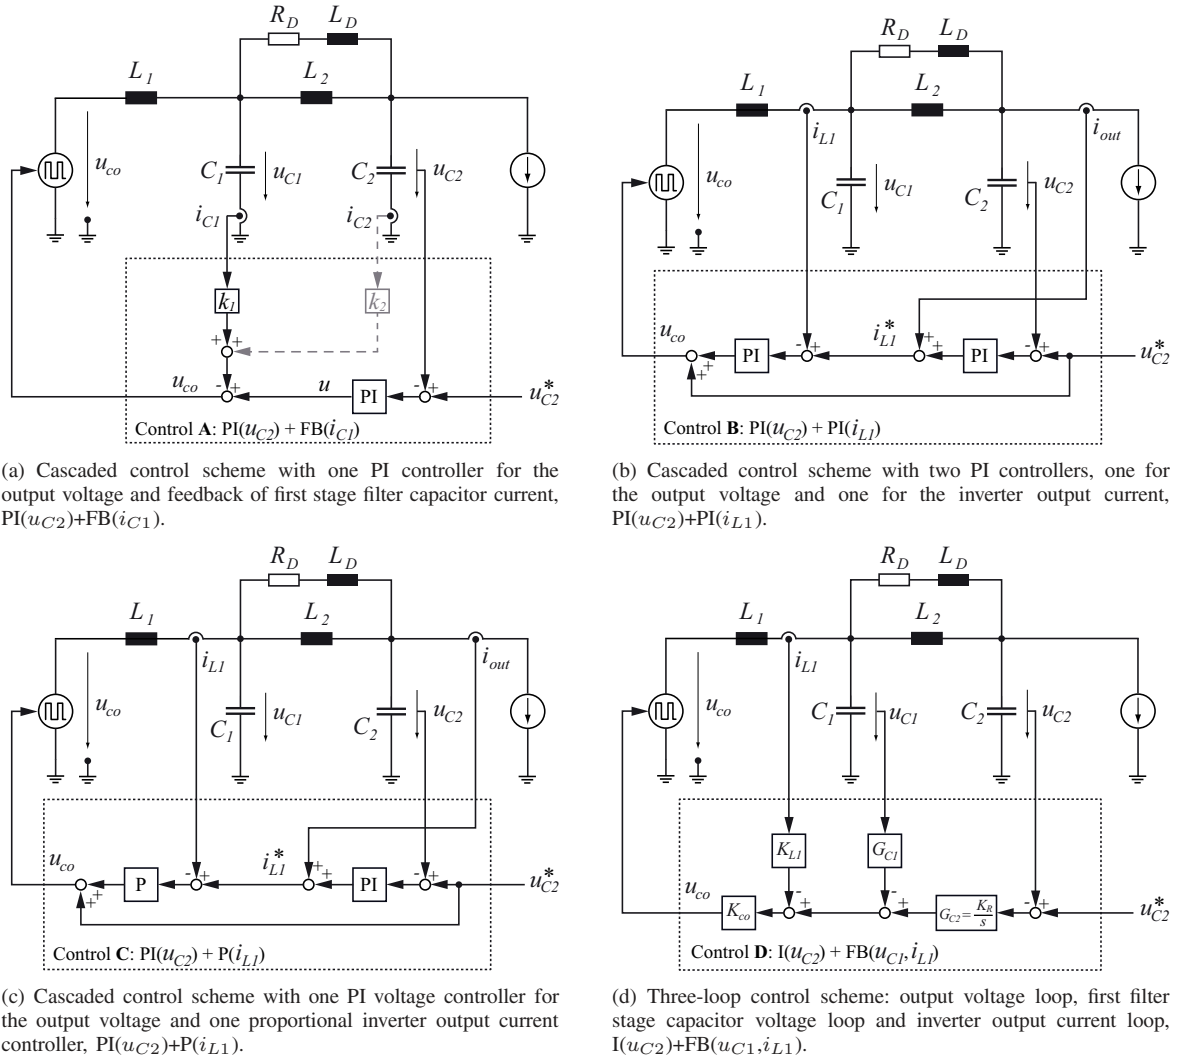 R_D L_D
L_1 L_2
u_co C_1 u_C1 C_2 u_C2
i_C1 i_C2
k_1 k_2
+ + 
u_co - + u PI - + u_C2*
Control A: PI(u_C2) + FB(i_C1)
(a) Cascaded control scheme with one PI controller for the
output voltage and feedback of first stage filter capacitor current,
PI(u_C2)+FB(i_C1).
R_D L_D
L_1 L_2
i_L1 i_out
u_co C_1 u_C1 C_2 u_C2
u_co i_L1*
+ + PI - + + + PI - + u_C2*
Control B: PI(u_C2) + PI(i_L1)
(b) Cascaded control scheme with two PI controllers, one for
the output voltage and one for the inverter output current,
PI(u_C2)+PI(i_L1).
R_D L_D
L_1 L_2
i_L1 i_out
u_co C_1 u_C1 C_2 u_C2
u_co i_L1*
+ + P - + + + PI - + u_C2*
Control C: PI(u_C2) + P(i_L1)
(c) Cascaded control scheme with one PI voltage controller for
the output voltage and one proportional inverter output current
controller, PI(u_C2)+P(i_L1).
R_D L_D
L_1 L_2
i_L1
u_co C_1 u_C1 C_2 u_C2
K_L1 G_C1
u_co K_co - + - + G_C2=K_R/s - + u_C2*
Control D: I(u_C2) + FB(u_C1,i_L1)
(d) Three-loop control scheme: output voltage loop, first filter
stage capacitor voltage loop and inverter output current loop,
I(u_C2)+FB(u_C1,i_L1).